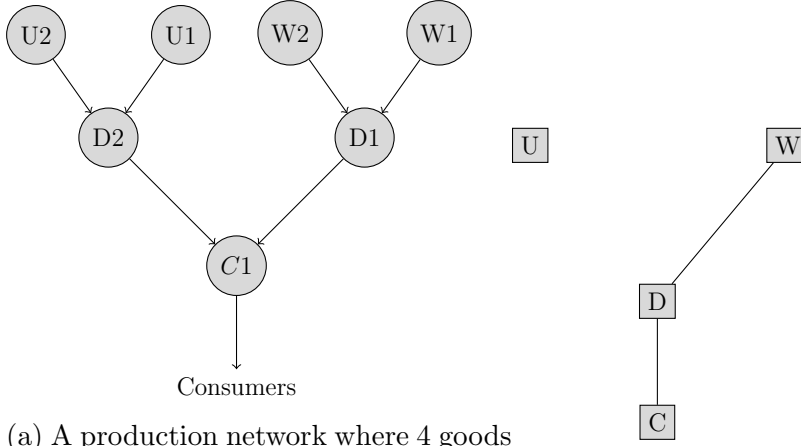 U2 U1 W2 W1
D2 D1
U W
C1
D
Consumers
C
(a) A production network where 4 goods